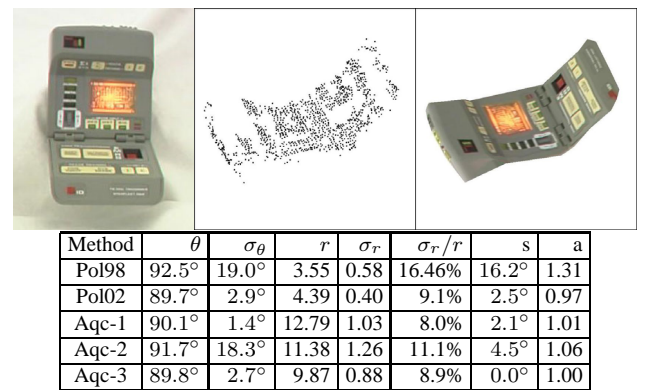 Method θ σθ r σr σr/r s a
Pol98 92.5° 19.0° 3.55 0.58 16.46% 16.2° 1.31
Pol02 89.7° 2.9° 4.39 0.40 9.1% 2.5° 0.97
Aqc-1 90.1° 1.4° 12.79 1.03 8.0% 2.1° 1.01
Aqc-2 91.7° 18.3° 11.38 1.26 11.1% 4.5° 1.06
Aqc-3 89.8° 2.7° 9.87 0.88 8.9% 0.0° 1.00